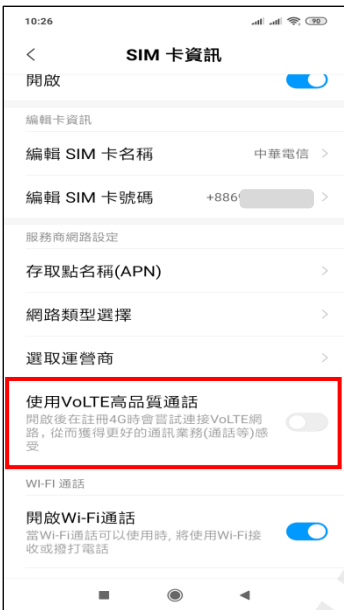 10:26
90
SIM 卡資訊
開啟
編輯卡資訊
編輯 SIM 卡名稱
中華電信
編輯 SIM 卡號碼
+886
服務商網路設定
存取點名稱(APN)
網路類型選擇
選取運營商
使用VoLTE高品質通話
開啟後在註冊4G時會嘗試連接VoLTE網
路, 從而獲得更好的通訊業務(通話等)感
受
WI-FI 通話
開啟Wi-Fi通話
當Wi-Fi通話可以使用時, 將使用Wi-Fi接
收或撥打電話